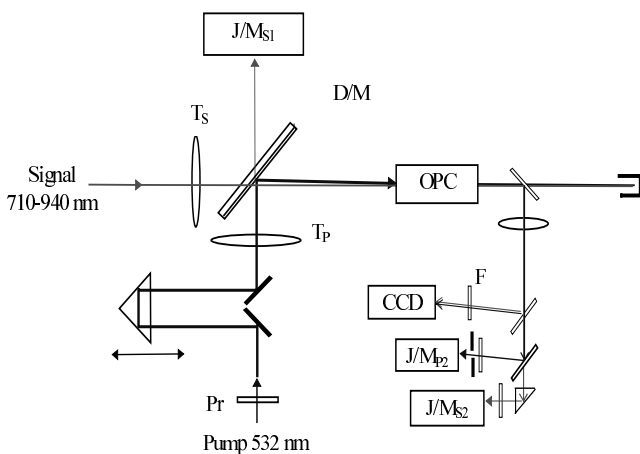 J/M_S1
D/M
T_S
Signal
710-940 nm
OPC
T_P
F
CCD
J/M_P2
Pr
J/M_S2
Pump 532 nm